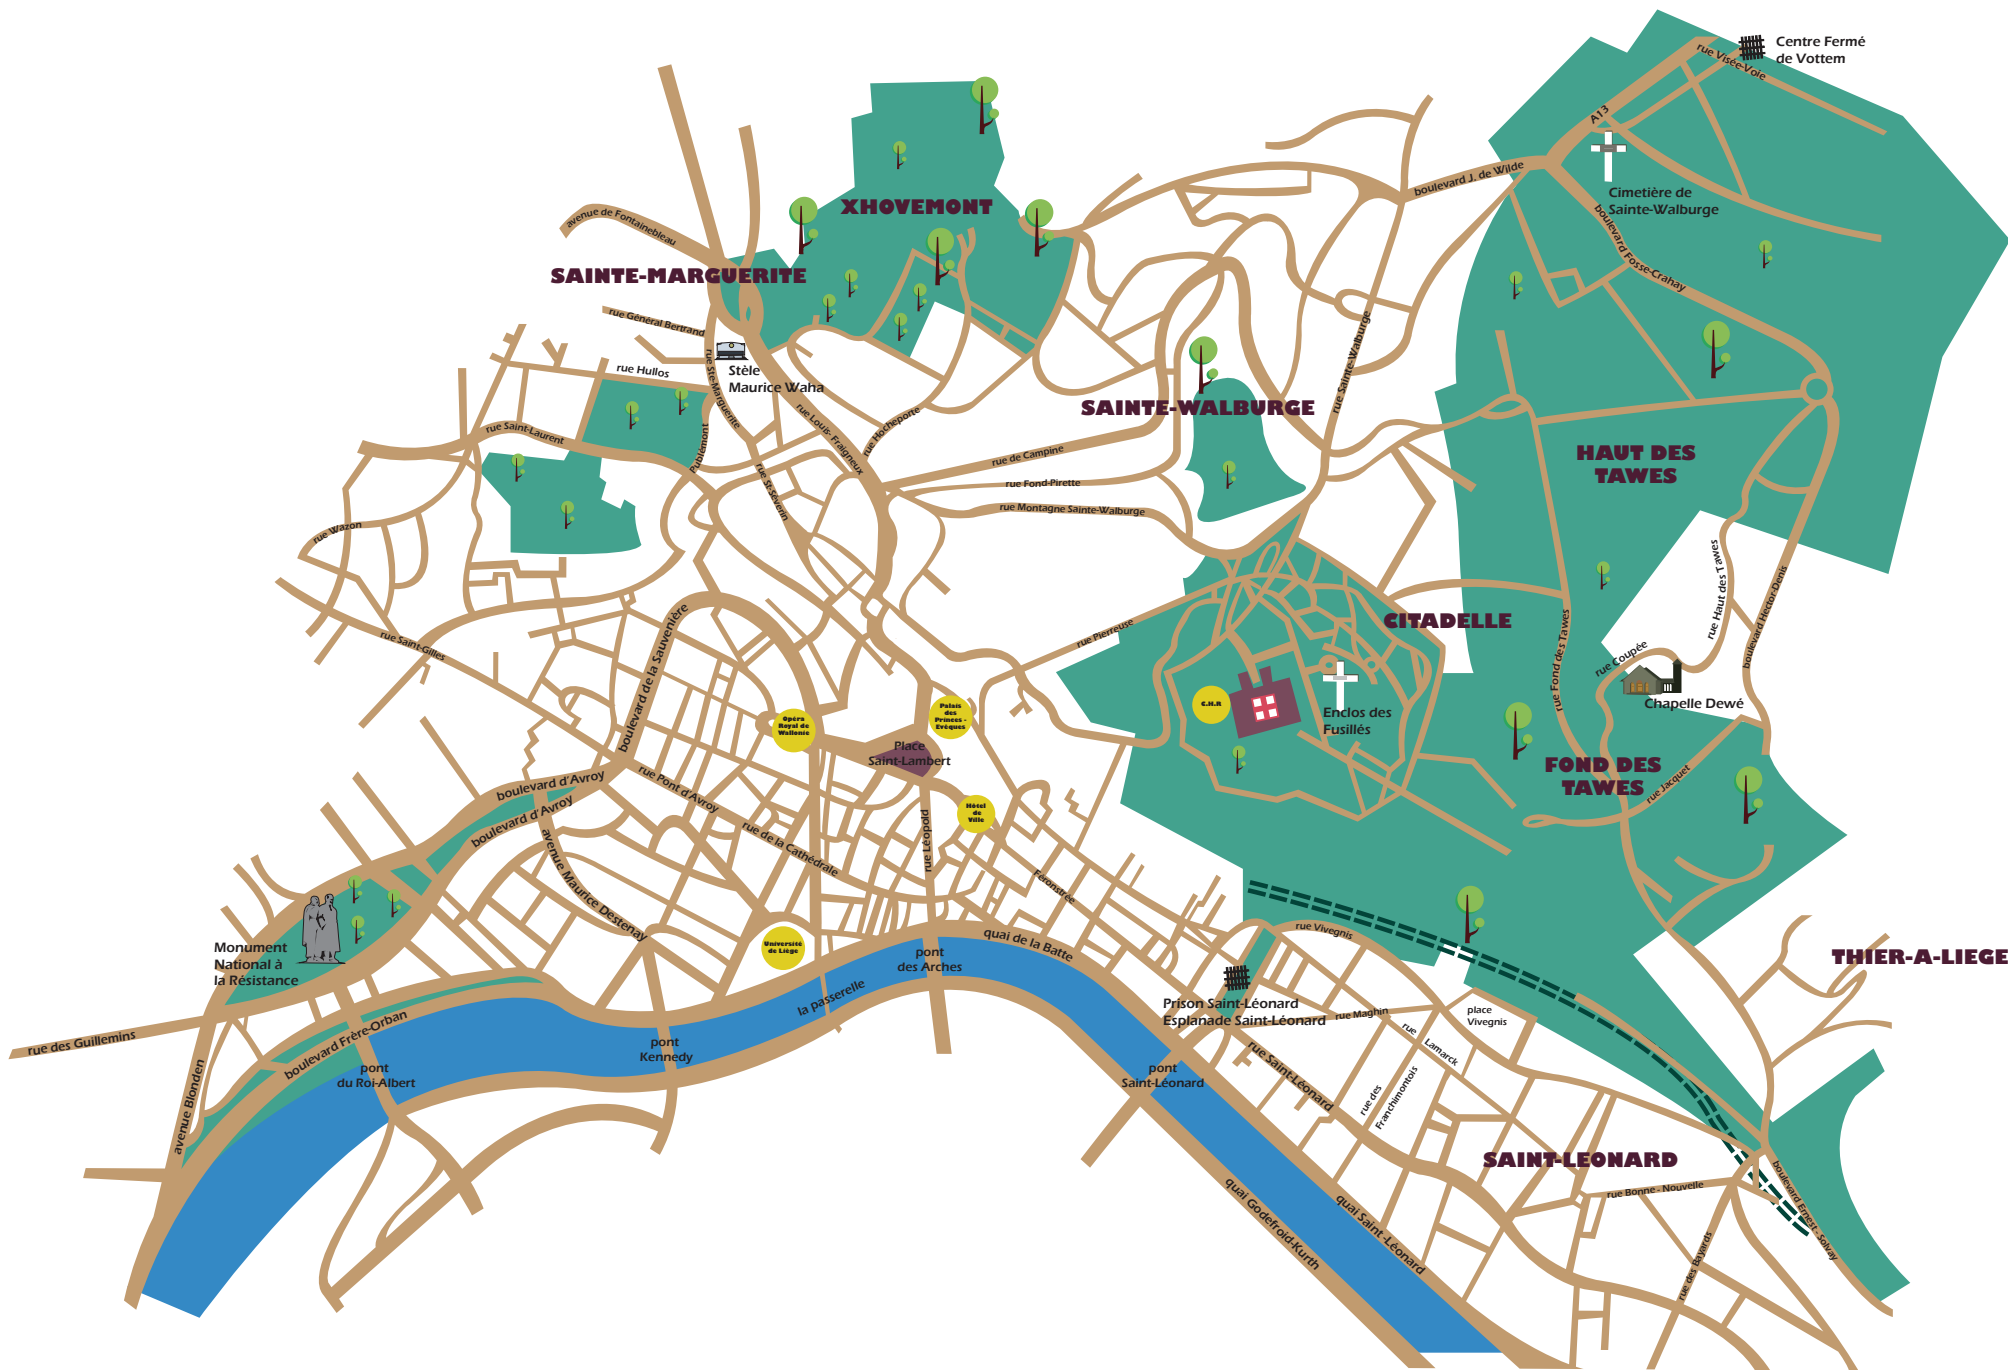 Centre Fermé
de Vottem
rue Visée-Voie
A13
XHOVEMONT
avenue de Fontainebleau
boulevard J. de Wilde
Cimetière de
Sainte-Walburge
boulevard Fosse-Crahay
SAINTE-MARGUERITE
rue Général Bertrand
rue Ste-Marguerite
Stèle
Maurice Waha
rue Hullos
rue Sainte-Walburge
SAINTE-WALBURGE
rue Louis-Fraigneux
rue Hocheporte
rue Saint-Laurent
Publémont
rue St-Séverin
rue de Campine
rue Fond-Pirette
rue Montagne Sainte-Walburge
HAUT DES
TAWES
rue Wazon
rue Haut des Tawes
boulevard Hector-Denis
rue Saint-Gilles
boulevard de la Sauvenière
rue Pierreuse
CITADELLE
rue Fond des Tawes
rue Coupée
Chapelle Dewé
C.H.R
Enclos des
Fusillés
Opéra
Royal de
Wallonie
Palais
des
Princes -
Evêques
Place
Saint-Lambert
FOND DES
TAWES
rue Jacquet
boulevard d'Avroy
boulevard d'Avroy
rue Pont d'Avroy
rue de la Cathédrale
rue Léopold
Hôtel
de
Ville
Féronstrée
avenue Maurice Destenay
Monument
National à
la Résistance
Université
de Liège
quai de la Batte
pont
des Arches
la passerelle
rue Vivegnis
THIER-A-LIEGE
Prison Saint-Léonard
Esplanade Saint-Léonard
rue Maghin
place
Vivegnis
rue
Lamarck
rue des Guillemins
boulevard Frère-Orban
avenue Blonden
pont
du Roi-Albert
pont
Kennedy
pont
Saint-Léonard
rue Saint-Léonard
rue des
Franchimontois
SAINT-LEONARD
rue Bonne - Nouvelle
boulevard Ernest - Solvay
quai Godefroid-Kurth
quai Saint -Léonard
rue des Bayards